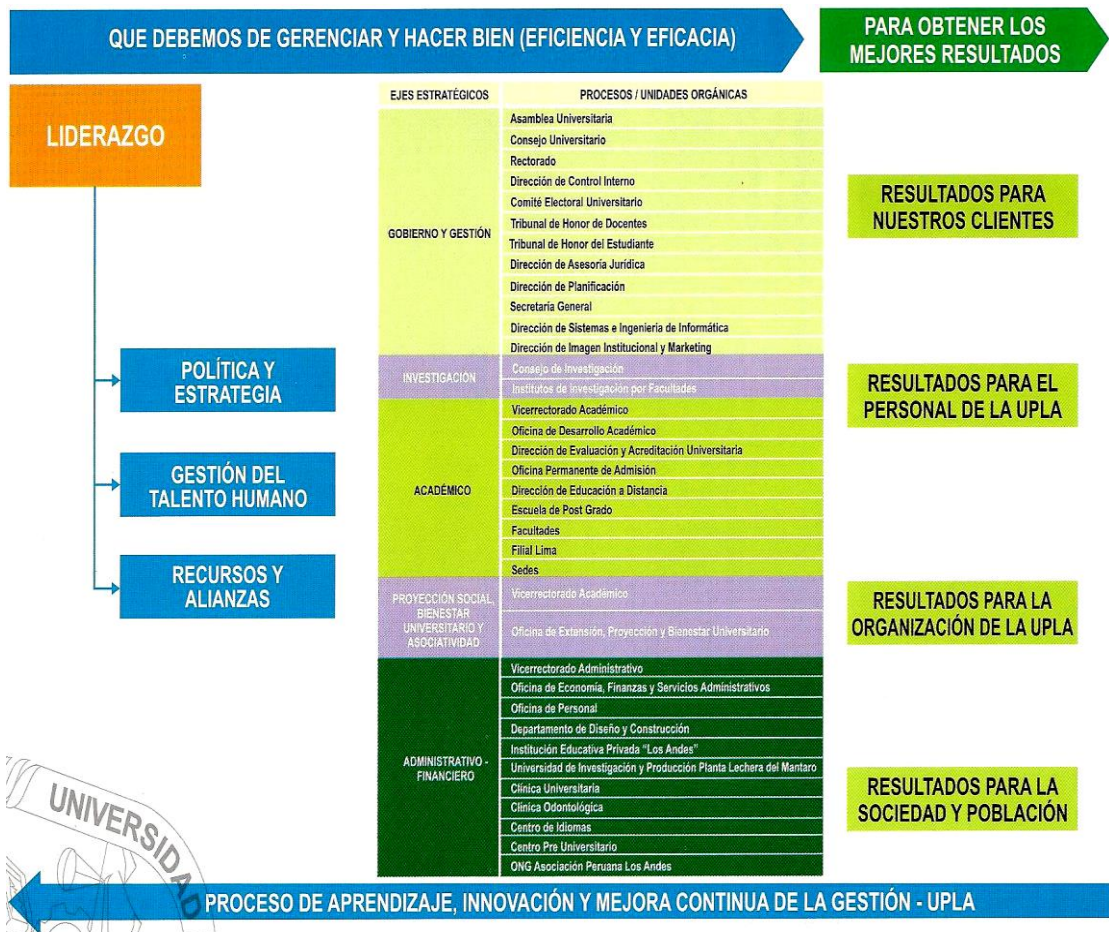 QUE DEBEMOS DE GERENCIAR Y HACER BIEN (EFICIENCIA Y EFICACIA)
PARA OBTENER LOS
MEJORES RESULTADOS
LIDERAZGO
POLÍTICA Y
ESTRATEGIA
GESTIÓN DEL
TALENTO HUMANO
RECURSOS Y
ALIANZAS
EJES ESTRATÉGICOS
PROCESOS / UNIDADES ORGÁNICAS
GOBIERNO Y GESTIÓN
Asamblea Universitaria
Consejo Universitario
Rectorado
Dirección de Control Interno
Comité Electoral Universitario
Tribunal de Honor de Docentes
Tribunal de Honor del Estudiante
Dirección de Asesoría Jurídica
Dirección de Planificación
Secretaría General
Dirección de Sistemas e Ingeniería de Informática
Dirección de Imagen Institucional y Marketing
INVESTIGACIÓN
Consejo de Investigación
Institutos de Investigación por Facultades
ACADÉMICO
Vicerrectorado Académico
Oficina de Desarrollo Académico
Dirección de Evaluación y Acreditación Universitaria
Oficina Permanente de Admisión
Dirección de Educación a Distancia
Escuela de Post Grado
Facultades
Filial Lima
Sedes
PROYECCIÓN SOCIAL,
BIENESTAR
UNIVERSITARIO Y
ASOCIATIVIDAD
Vicerrectorado Académico
Oficina de Extensión, Proyección y Bienestar Universitario
ADMINISTRATIVO -
FINANCIERO
Vicerrectorado Administrativo
Oficina de Economía, Finanzas y Servicios Administrativos
Oficina de Personal
Departamento de Diseño y Construcción
Institución Educativa Privada "Los Andes"
Universidad de Investigación y Producción Planta Lechera del Mantaro
Clínica Universitaria
Clínica Odontológica
Centro de Idiomas
Centro Pre Universitario
ONG Asociación Peruana Los Andes
RESULTADOS PARA
NUESTROS CLIENTES
RESULTADOS PARA EL
PERSONAL DE LA UPLA
RESULTADOS PARA LA
ORGANIZACIÓN DE LA UPLA
RESULTADOS PARA LA
SOCIEDAD Y POBLACIÓN
UNIVERSIDAD
PROCESO DE APRENDIZAJE, INNOVACIÓN Y MEJORA CONTINUA DE LA GESTIÓN - UPLA